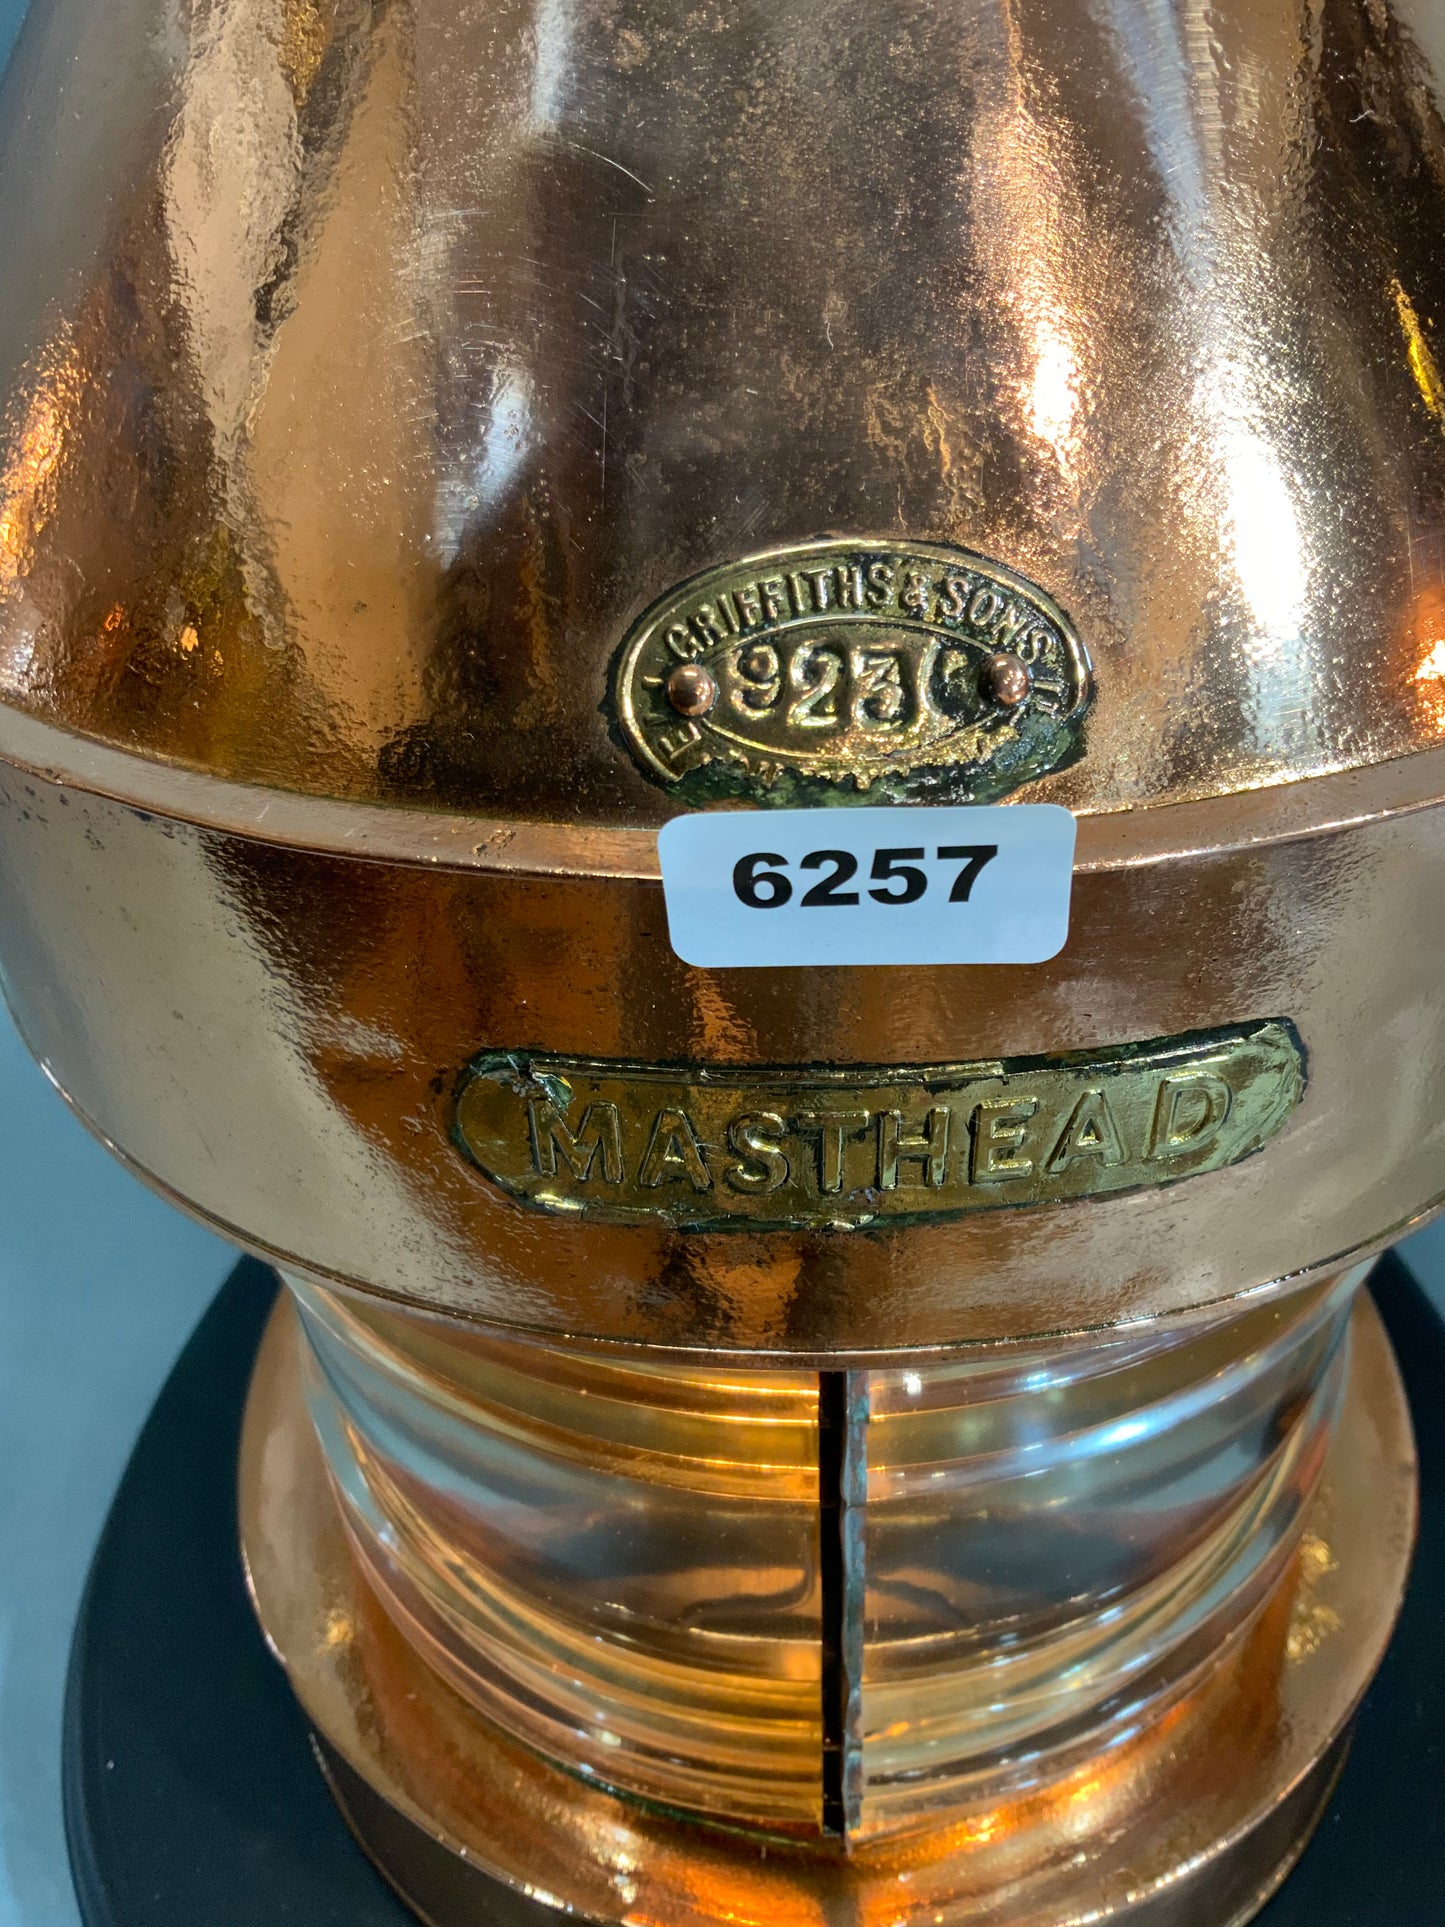 GRIFFITHS & SONS
923
6257
MASTHEAD